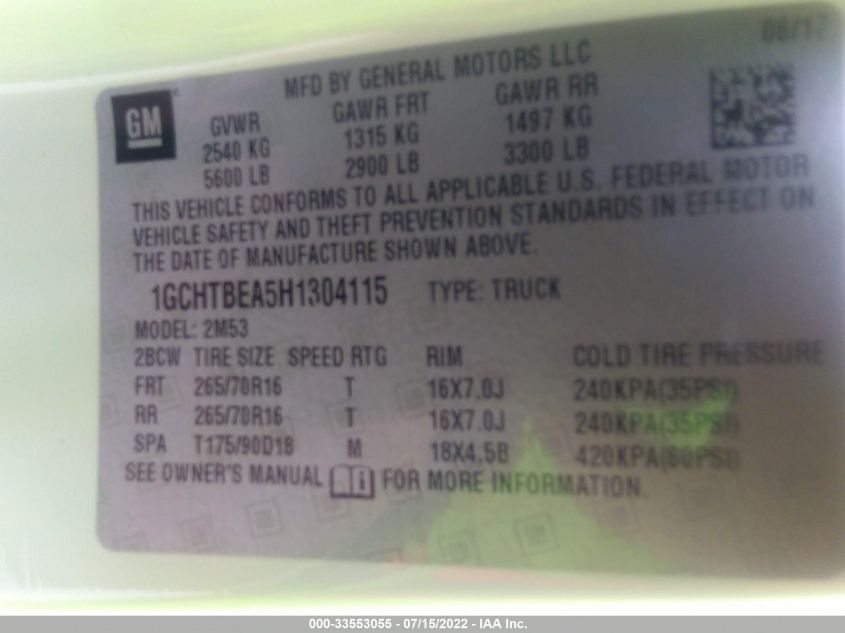 06/17
MFD BY GENERAL MOTORS LLC
GM
GVWR GAWR FRT GAWR RR
2540 KG 1315 KG 1497 KG
5600 LB 2900 LB 3300 LB
THIS VEHICLE CONFORMS TO ALL APPLICABLE U.S. FEDERAL MOTOR
VEHICLE SAFETY AND THEFT PREVENTION STANDARDS IN EFFECT ON
THE DATE OF MANUFACTURE SHOWN ABOVE.
1GCHTBEA5H1304115 TYPE: TRUCK
MODEL: 2M53
2BCW TIRE SIZE SPEED RTG RIM COLD TIRE PRESSURE
FRT 265/70R16 T 16X7.0J 240KPA(35PSI)
RR 265/70R16 T 16X7.0J 240KPA(35PSI)
SPA T175/90D18 M 18X4.5B 420KPA(60PSI)
SEE OWNER'S MANUAL FOR MORE INFORMATION.
000-33553055 - 07/15/2022 - IAA Inc.